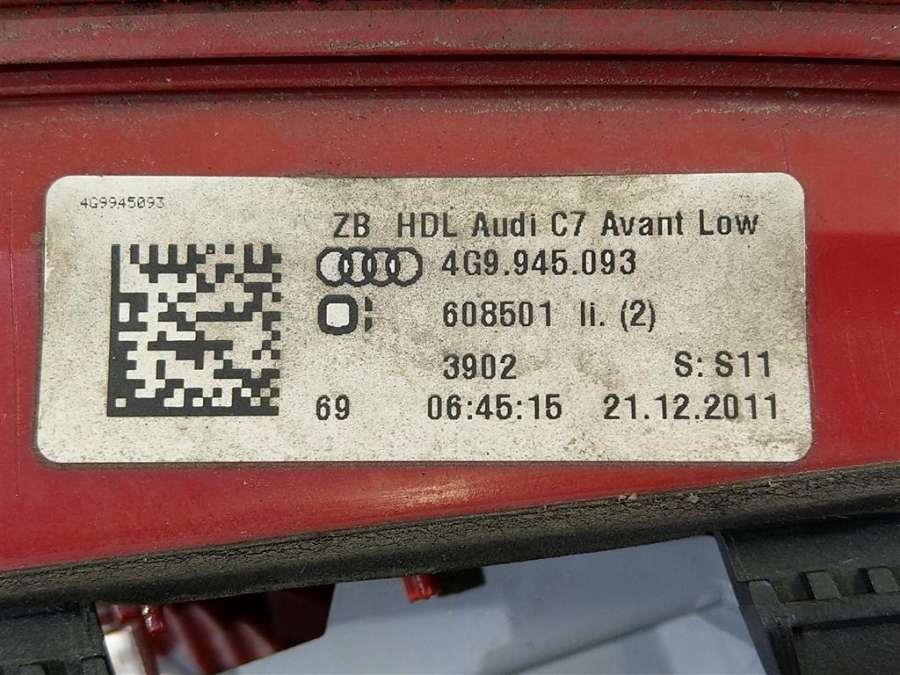 4G9945093
ZB HDL Audi C7 Avant Low
4G9.945.093
608501 li. (2)
3902 S: S11
69 06:45:15 21.12.2011